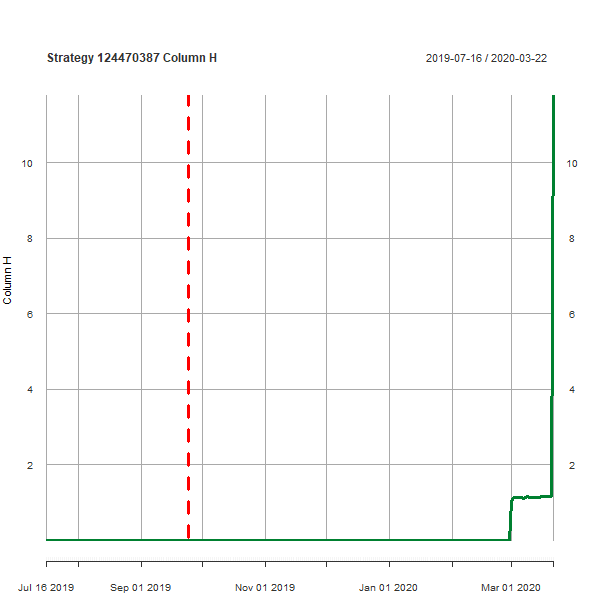 Strategy 124470387 Column H
2019-07-16 / 2020-03-22
10 10
8 8
6 6
4 4
2 2
Column H
Jul 16 2019 Sep 01 2019 Nov 01 2019 Jan 01 2020 Mar 01 2020